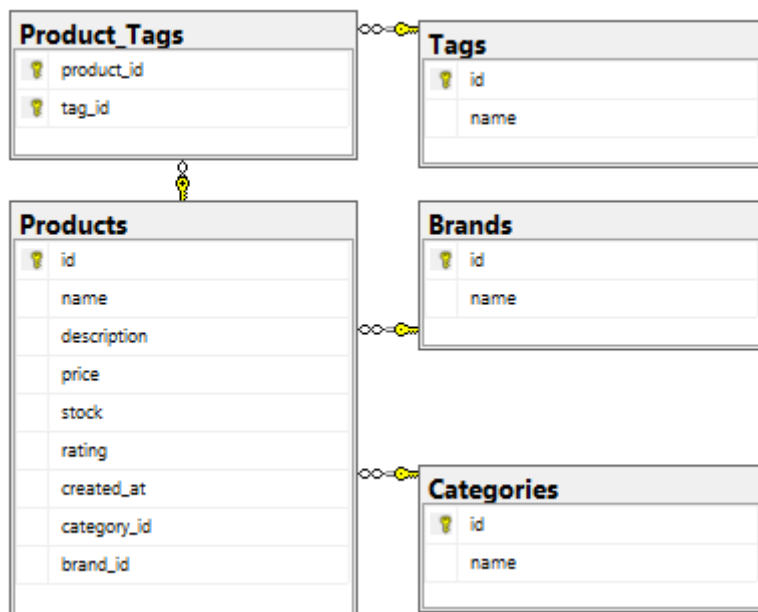 Product_Tags
product_id
tag_id
Tags
id
name
Products
id
name
description
price
stock
rating
created_at
category_id
brand_id
Brands
id
name
Categories
id
name